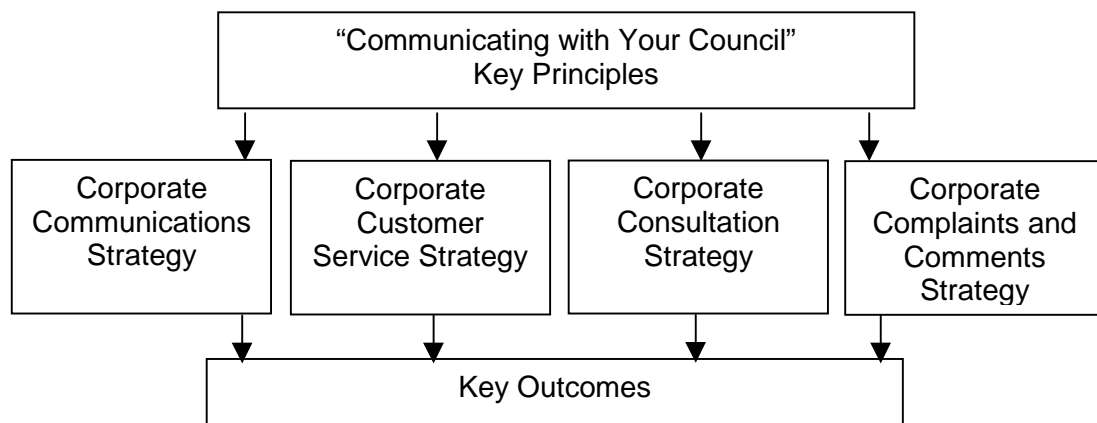 “Communicating with Your Council”
Key Principles
Corporate
Communications
Strategy
Corporate
Customer
Service Strategy
Corporate
Consultation
Strategy
Corporate
Complaints and
Comments
Strategy
Key Outcomes